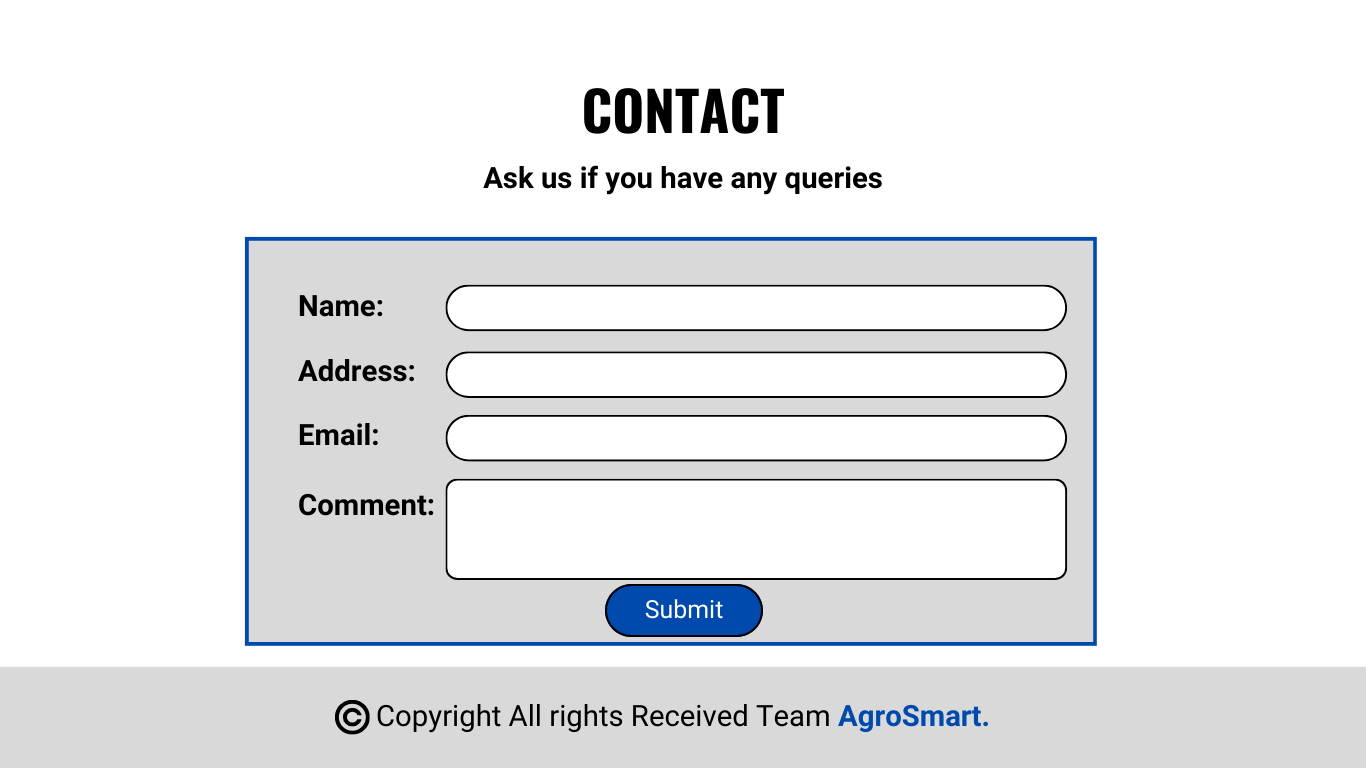 CONTACT
Ask us if you have any queries
Name:
Address:
Email:
Comment:
Submit
© Copyright All rights Received Team AgroSmart.